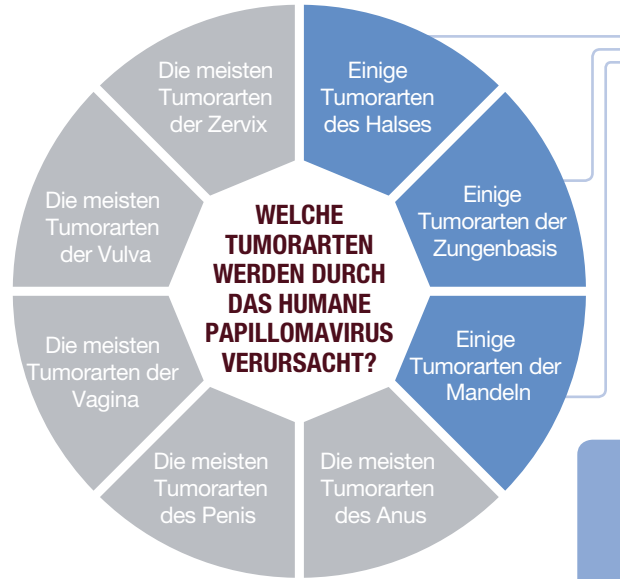 Die meisten
Tumorarten
der Zervix
Einige
Tumorarten
des Halses
Einige
Tumorarten der
Zungenbasis
Einige
Tumorarten der
Mandeln
Die meisten
Tumorarten
des Anus
Die meisten
Tumorarten
des Penis
Die meisten
Tumorarten der
Vagina
Die meisten
Tumorarten
der Vulva
WELCHE
TUMORARTEN
WERDEN DURCH
DAS HUMANE
PAPILLOMAVIRUS
VERURSACHT?